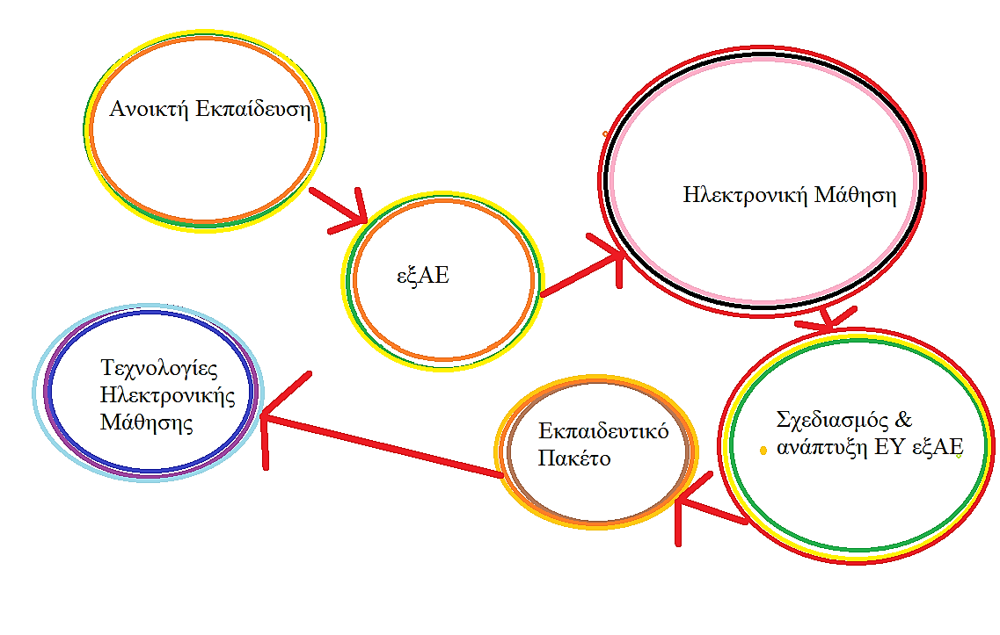 Ανοικτή Εκπαίδευση
εξΑΕ
Ηλεκτρονική Μάθηση
Σχεδιασμός &
ανάπτυξη ΕΥ εξΑΕ
Εκπαιδευτικό
Πακέτο
Τεχνολογίες
Ηλεκτρονικής
Μάθησης